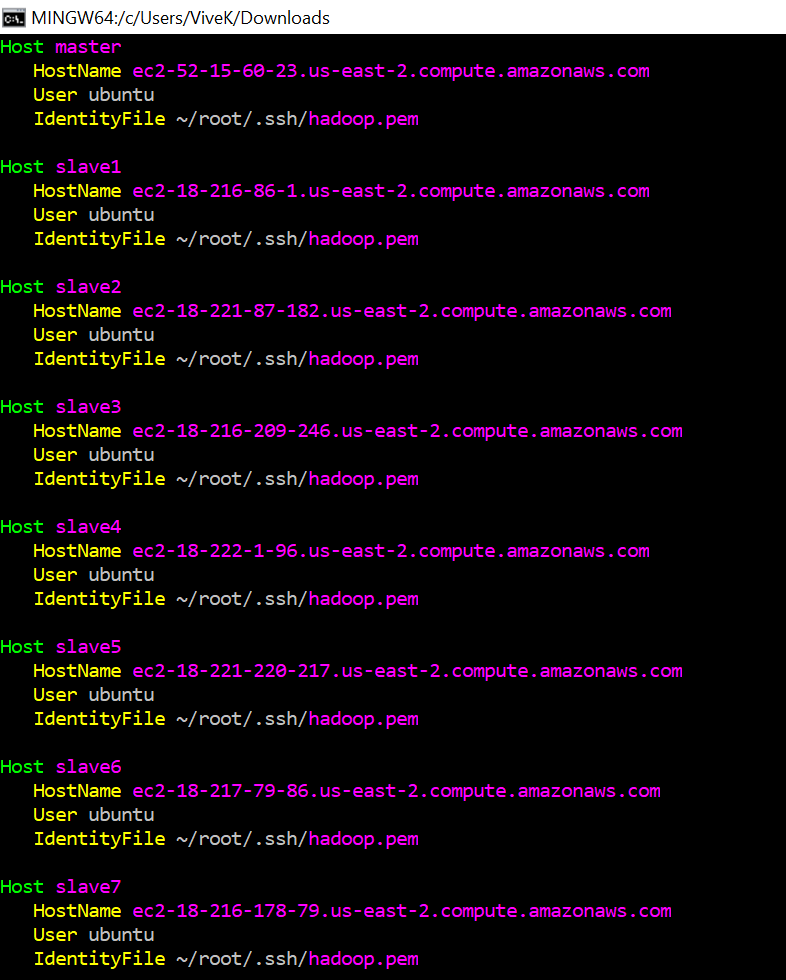 MINGW64:/c/Users/ViveK/Downloads
Host master
HostName ec2-52-15-60-23.us-east-2.compute.amazonaws.com
User ubuntu
IdentityFile ~/root/.ssh/hadoop.pem
Host slave1
HostName ec2-18-216-86-1.us-east-2.compute.amazonaws.com
User ubuntu
IdentityFile ~/root/.ssh/hadoop.pem
Host slave2
HostName ec2-18-221-87-182.us-east-2.compute.amazonaws.com
User ubuntu
IdentityFile ~/root/.ssh/hadoop.pem
Host slave3
HostName ec2-18-216-209-246.us-east-2.compute.amazonaws.com
User ubuntu
IdentityFile ~/root/.ssh/hadoop.pem
Host slave4
HostName ec2-18-222-1-96.us-east-2.compute.amazonaws.com
User ubuntu
IdentityFile ~/root/.ssh/hadoop.pem
Host slave5
HostName ec2-18-221-220-217.us-east-2.compute.amazonaws.com
User ubuntu
IdentityFile ~/root/.ssh/hadoop.pem
Host slave6
HostName ec2-18-217-79-86.us-east-2.compute.amazonaws.com
User ubuntu
IdentityFile ~/root/.ssh/hadoop.pem
Host slave7
HostName ec2-18-216-178-79.us-east-2.compute.amazonaws.com
User ubuntu
IdentityFile ~/root/.ssh/hadoop.pem